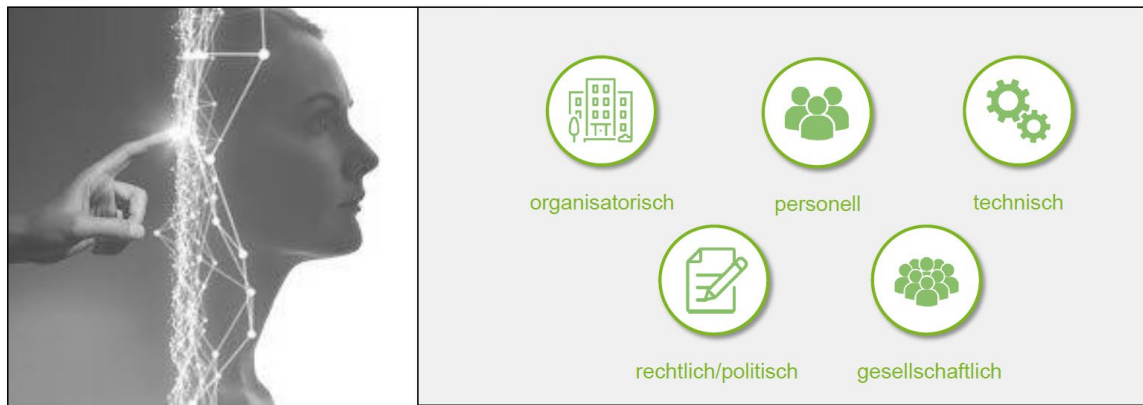 organisatorisch
personell
technisch
rechtlich/politisch
gesellschaftlich